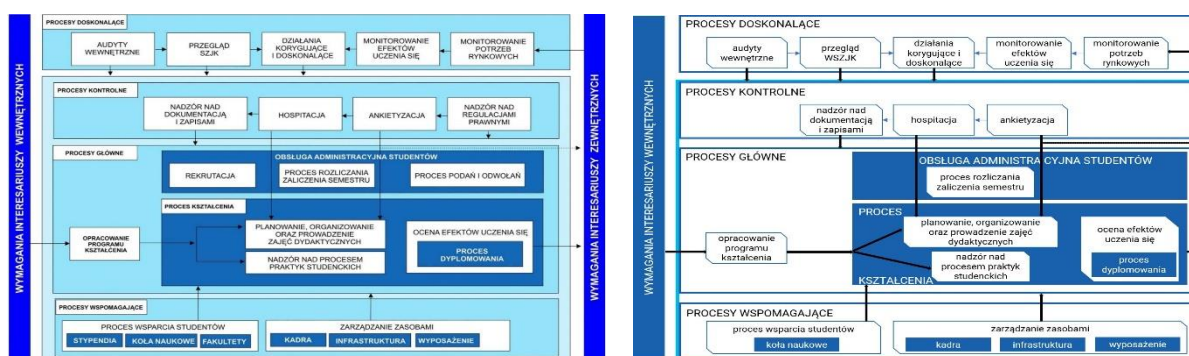 WYMAGANIA INTERESARIUSZY WEWNĘTRZNYCH
PROCESY DOSKONALĄCE
AUDYTY
WEWNĘTRZNE
PRZEGLĄD
SZJK
DZIAŁANIA
KORYGUJĄCE
I DOSKONALĄCE
MONITOROWANIE
EFEKTÓW
UCZENIA SIĘ
MONITOROWANIE
POTRZEB
RYNKOWYCH
PROCESY KONTROLNE
NADZÓR NAD
DOKUMENTACJĄ
I ZAPISAMI
HOSPITACJA
ANKIETYZACJA
NADZÓR NAD
REGULACJAMI
PRAWNYMI
PROCESY GŁÓWNE
OBSŁUGA ADMINISTRACYJNA STUDENTÓW
REKRUTACJA
PROCES ROZLICZANIA
ZALICZENIA SEMESTRU
PROCES PODAŃ I ODWOŁAŃ
PROCES KSZTAŁCENIA
OPRACOWANIE
PROGRAMU
KSZTAŁCENIA
PLANOWANIE, ORGANIZOWANIE
ORAZ PROWADZENIE
ZAJĘĆ DYDAKTYCZNYCH
NADZÓR NAD PROCESEM
PRAKTYK STUDENCKICH
OCENA EFEKTÓW UCZENIA SIĘ
PROCES
DYPLOMOWANIA
PROCESY WSPOMAGAJĄCE
PROCES WSPARCIA STUDENTÓW
STYPENDIA
KOŁA NAUKOWE
FAKULTETY
ZARZĄDZANIE ZASOBAMI
KADRA
INFRASTRUKTURA
WYPOSAŻENIE
WYMAGANIA INTERESARIUSZY ZEWNĘTRZNYCH
WYMAGANIA INTERESARIUSZY WEWNĘTRZNYCH
PROCESY DOSKONALĄCE
audyty
wewnętrzne
przegląd
WSZJK
działania
korygujące i
doskonalące
monitorowanie
efektów
uczenia się
monitorowanie
potrzeb
rynkowych
PROCESY KONTROLNE
nadzór nad
dokumentacją
i zapisami
hospitacja
ankietyzacja
PROCESY GŁÓWNE
OBSŁUGA ADMINISTRACYJNA STUDENTÓW
proces rozliczania
zaliczenia semestru
PROCES
opracowanie
programu
kształcenia
planowanie, organizowanie
oraz prowadzenie zajęć
dydaktycznych
nadzór nad
procesem praktyk
studenckich
KSZTAŁCENIA
ocena efektów
uczenia się
proces
dyplomowania
PROCESY WSPOMAGAJĄCE
proces wsparcia studentów
koła naukowe
zarządzanie zasobami
kadra
infrastruktura
wyposażenie